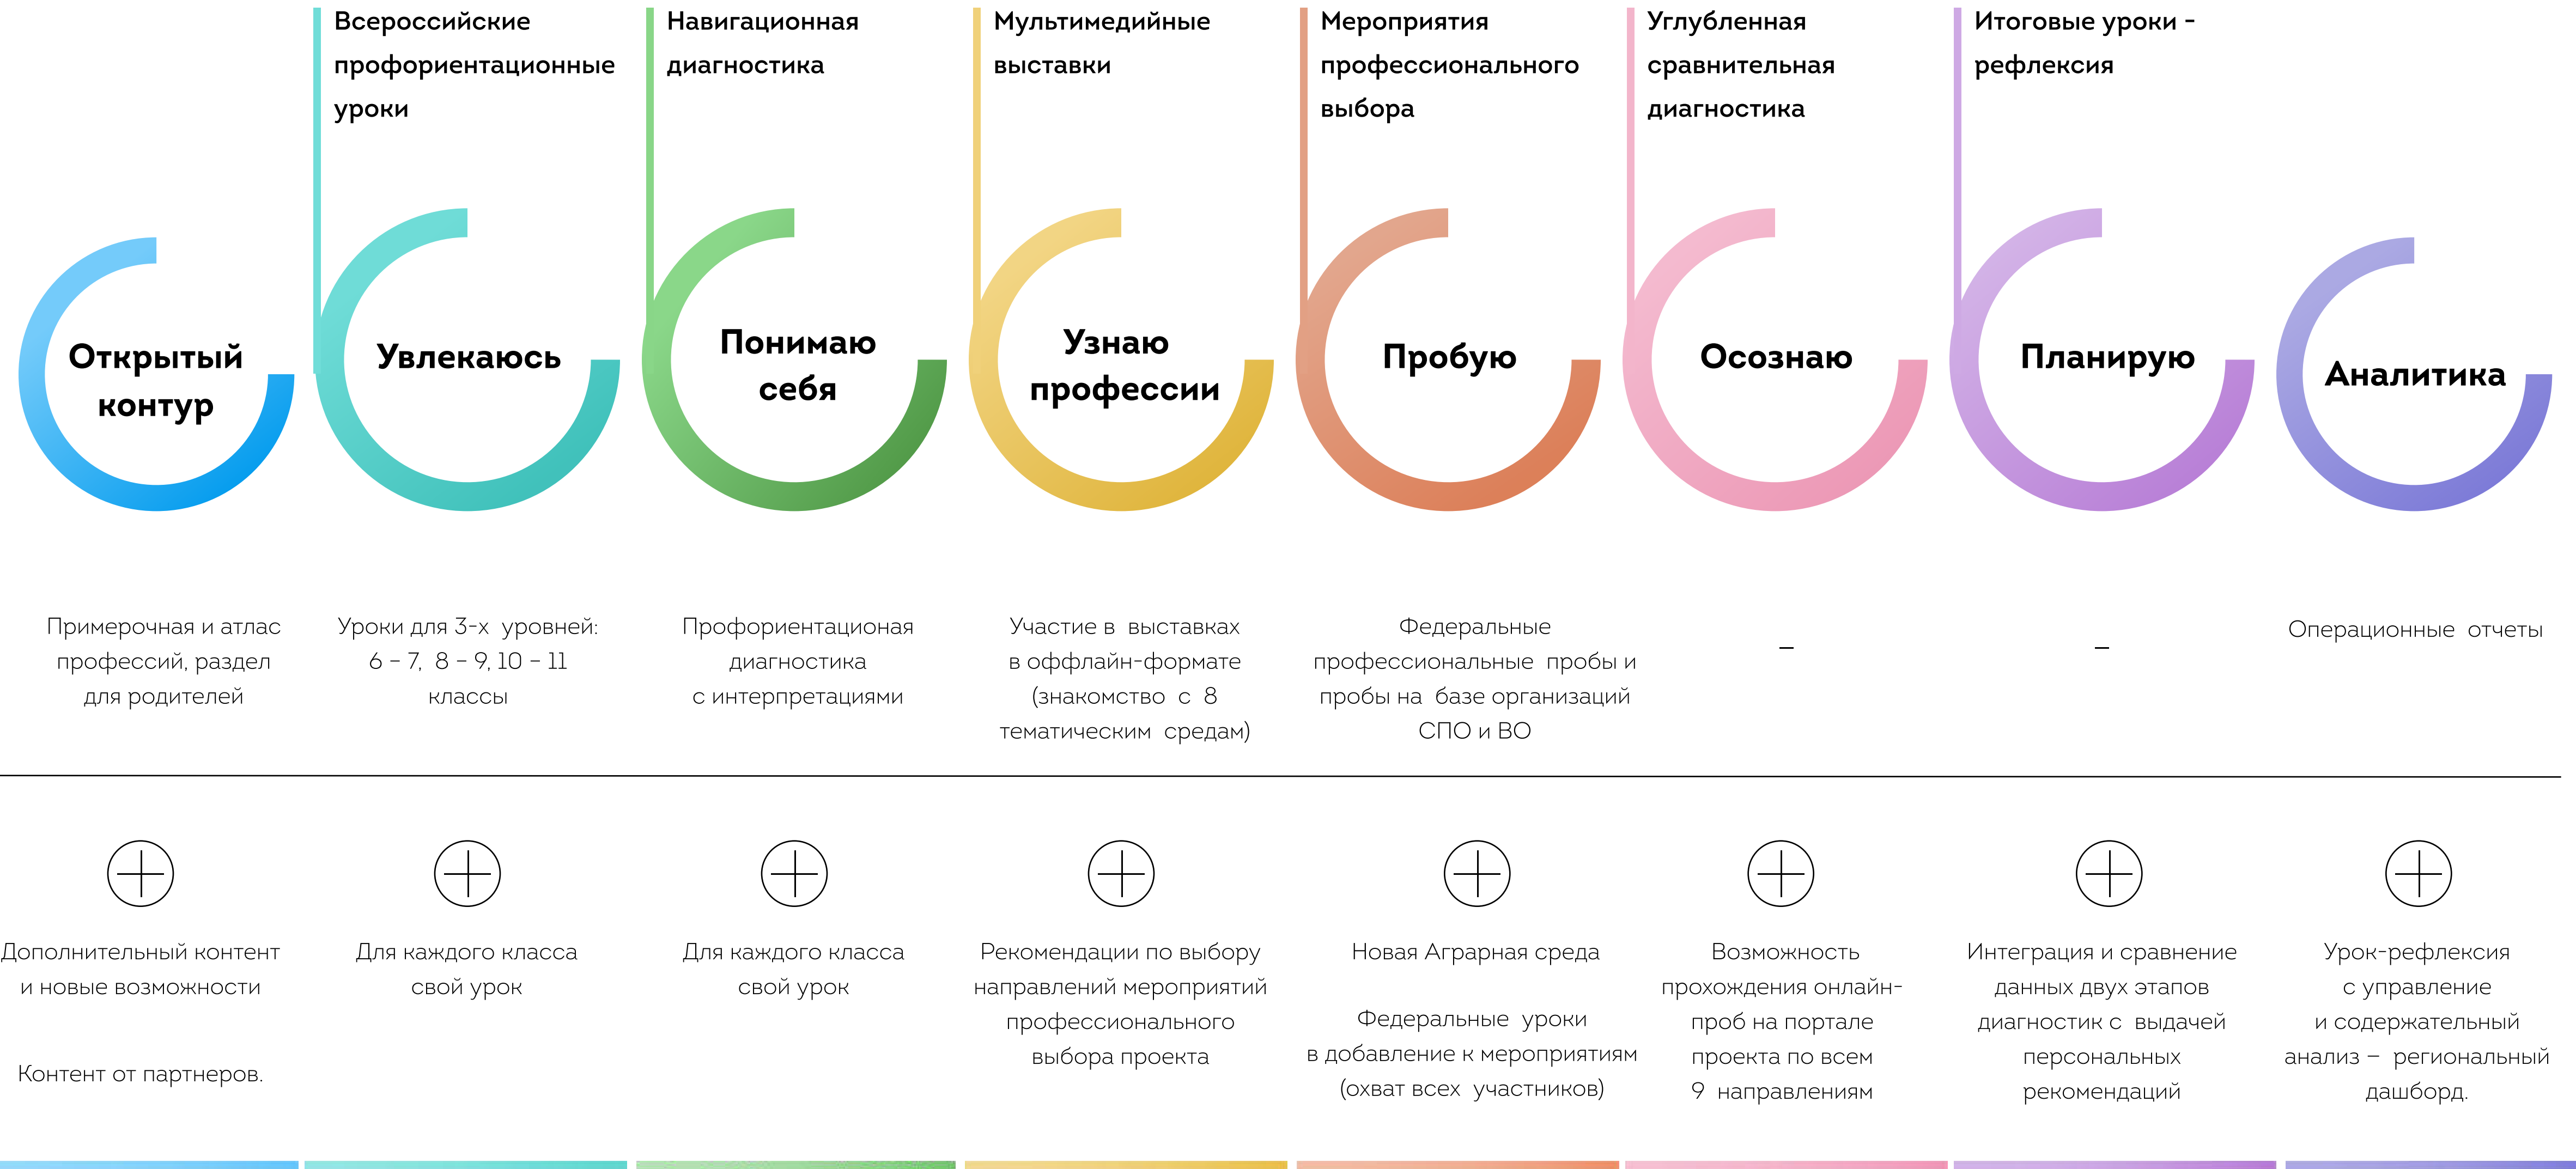 Всероссийские
профориентационные
уроки
Навигационная
диагностика
Мультимедийные
выставки
Мероприятия
профессионального
выбора
Углубленная
сравнительная
диагностика
Итоговые уроки -
рефлексия
Открытый
контур
Увлекаюсь
Понимаю
себя
Узнаю
профессии
Пробую
Осознаю
Планирую
Аналитика
Примерочная и атлас
профессий, раздел
для родителей
Уроки для 3-х уровней:
6 – 7, 8 – 9, 10 – 11
классы
Профориентационая
диагностика
с интерпретациями
Участие в выставках
в оффлайн-формате
(знакомство с 8
тематическим средам)
Федеральные
профессиональные пробы и
пробы на базе организаций
СПО и ВО
–
–
Операционные отчеты
Дополнительный контент
и новые возможности
Контент от партнеров.
Для каждого класса
свой урок
Для каждого класса
свой урок
Рекомендации по выбору
направлений мероприятий
профессионального
выбора проекта
Новая Аграрная среда
Федеральные уроки
в добавление к мероприятиям
(охват всех участников)
Возможность
прохождения онлайн-
проб на портале
проекта по всем
9 направлениям
Интеграция и сравнение
данных двух этапов
диагностик с выдачей
персональных
рекомендаций
Урок-рефлексия
с управление
и содержательный
анализ – региональный
дашборд.